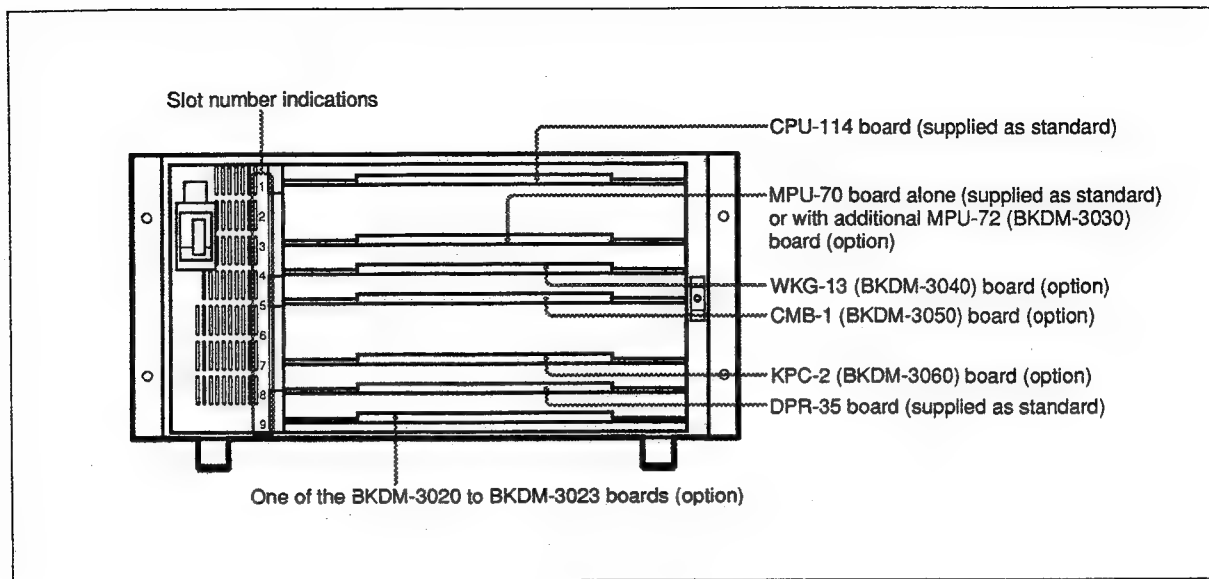 Slot number indications
CPU-114 board (supplied as standard)
MPU-70 board alone (supplied as standard)
or with additional MPU-72 (BKDM-3030)
board (option)
WKG-13 (BKDM-3040) board (option)
CMB-1 (BKDM-3050) board (option)
KPC-2 (BKDM-3060) board (option)
DPR-35 board (supplied as standard)
1
2
3
4
5
6
7
8
9
One of the BKDM-3020 to BKDM-3023 boards (option)